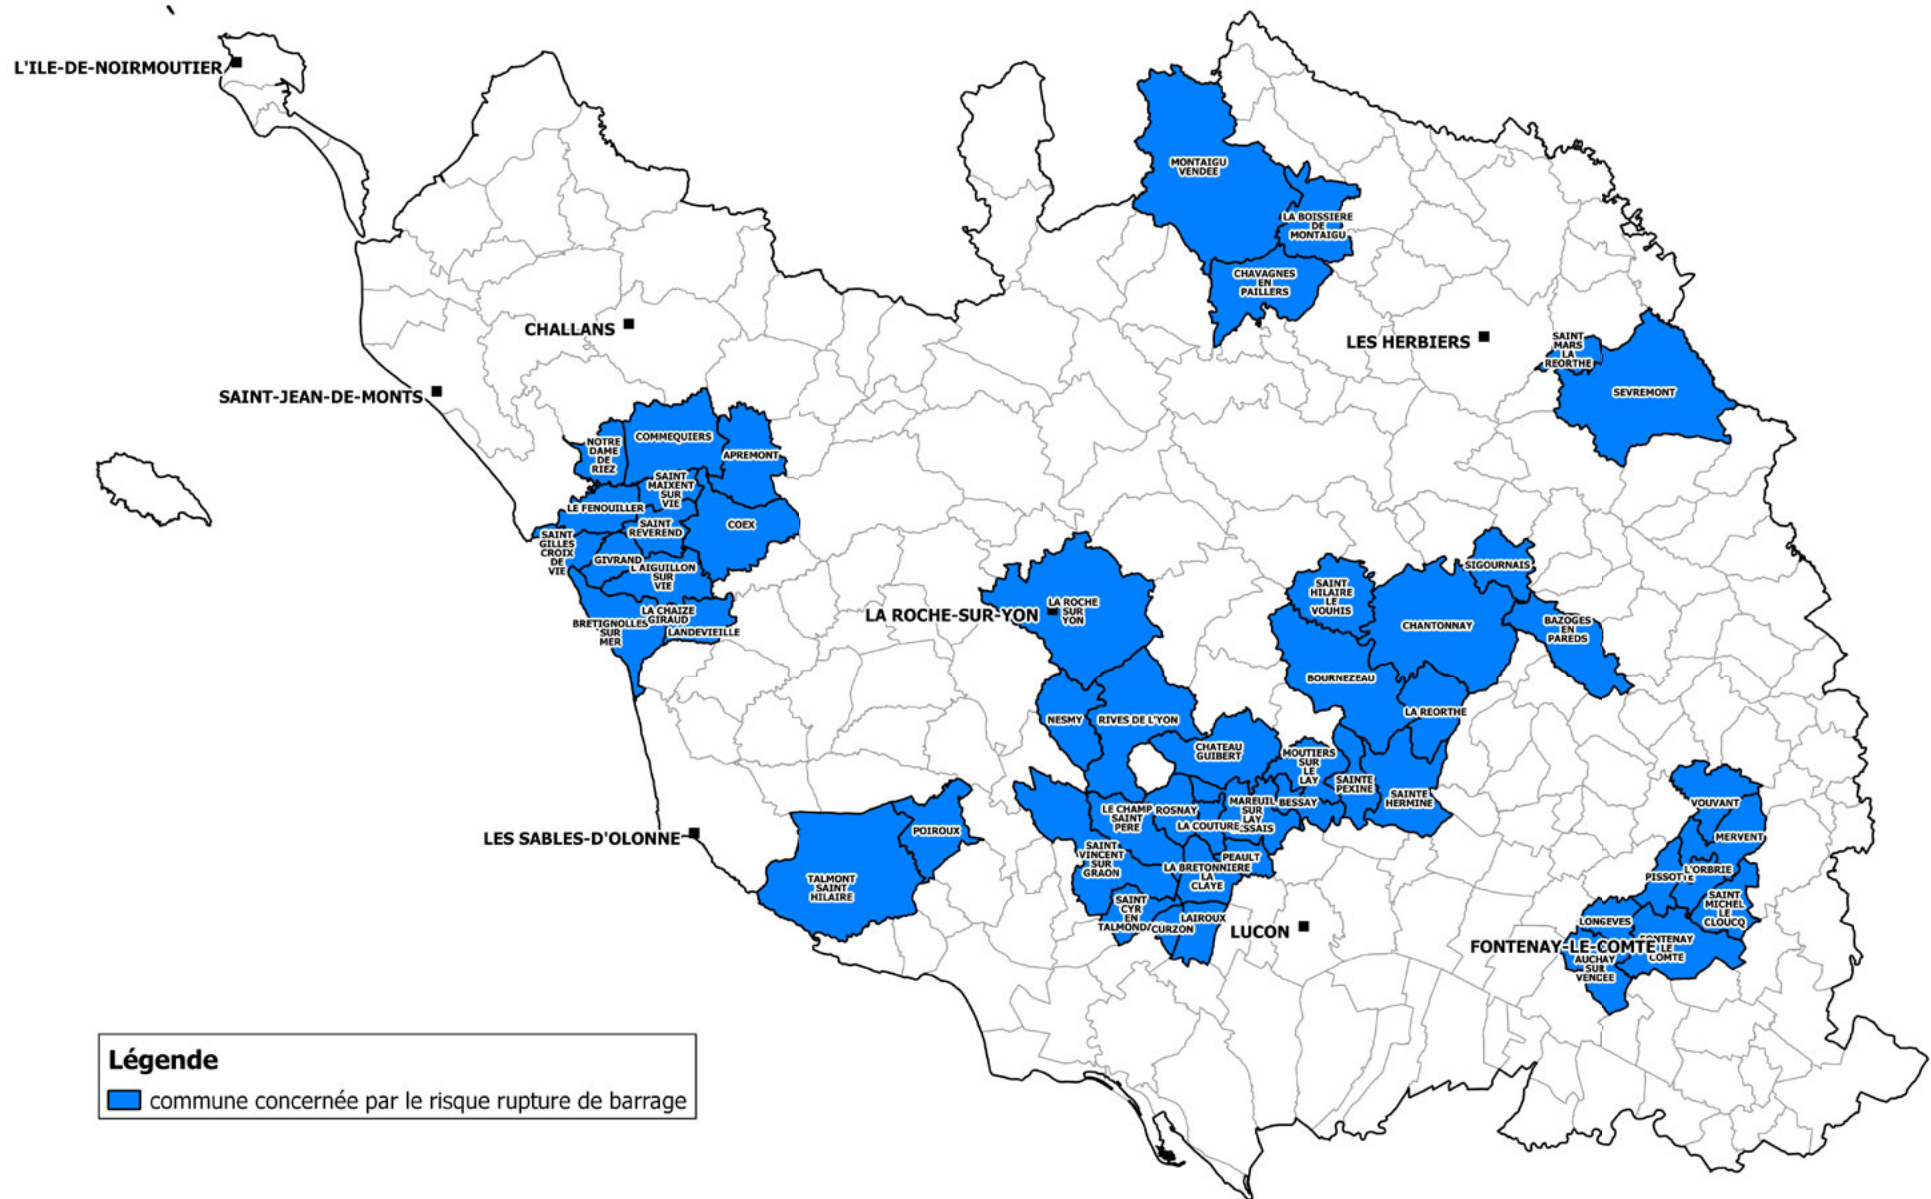 L'ILE-DE-NOIRMOUTIER
MONTAIGU
VENDEE
LA BOISSIERE
DE
MONTAIGU
CHAVAGNES
EN
PAILLERS
CHALLANS
LES HERBIERS
SAINT
MARS
LA
REORTHE
SEVREMONT
SAINT-JEAN-DE-MONTS
NOTRE
DAME
DE
RIEZ
COMMEQUIERS
APREMONT
SAINT
MAIXENT
SUR
VIE
LE FENOUILLER
SAINT
REVEREND
COEX
SAINT
GILLES
CROIX
DE
VIE
GIVRAND
L'AIGUILLON
SUR
VIE
LA CHAIZE
GIRAUD
BRETIGNOLLES
SUR
MER
LANDEVIEILLE
LA ROCHE-SUR-YON
LA ROCHE
SUR
YON
SAINT
HILAIRE
LE
VOUHIS
SIGOURNAIS
CHANTONNAY
BAZOGES
EN
PAREDS
BOURNEZEAU
LA REORTHE
NESMY
RIVES DE L'YON
CHATEAU
GUIBERT
MOUTIERS
SUR
LE
LAY
SAINTE
PEXINE
SAINTE
HERMINE
LE CHAMP
SAINT
PERE
ROSNAY
MAREUIL
SUR
LAY
SSAIS
BESSAY
LA COUTURE
PEAULT
LA BRETONNIERE
LA
CLAYE
SAINT
VINCENT
SUR
GRAON
SAINT
CYR
EN
TALMONDA
CURZON
LAIROUX
LUCON
LES SABLES-D'OLONNE
POIROUX
TALMONT
SAINT
HILAIRE
VOUVANT
MERVENT
L'ORBRIE
PISSOTTE
SAINT
MICHEL
LE
CLOUCQ
LONGEVES
FONTENAY-LE-COMTE
FONTENAY
LE
COMTE
AUCHAY
SUR
VENDEE
Légende
commune concernée par le risque rupture de barrage